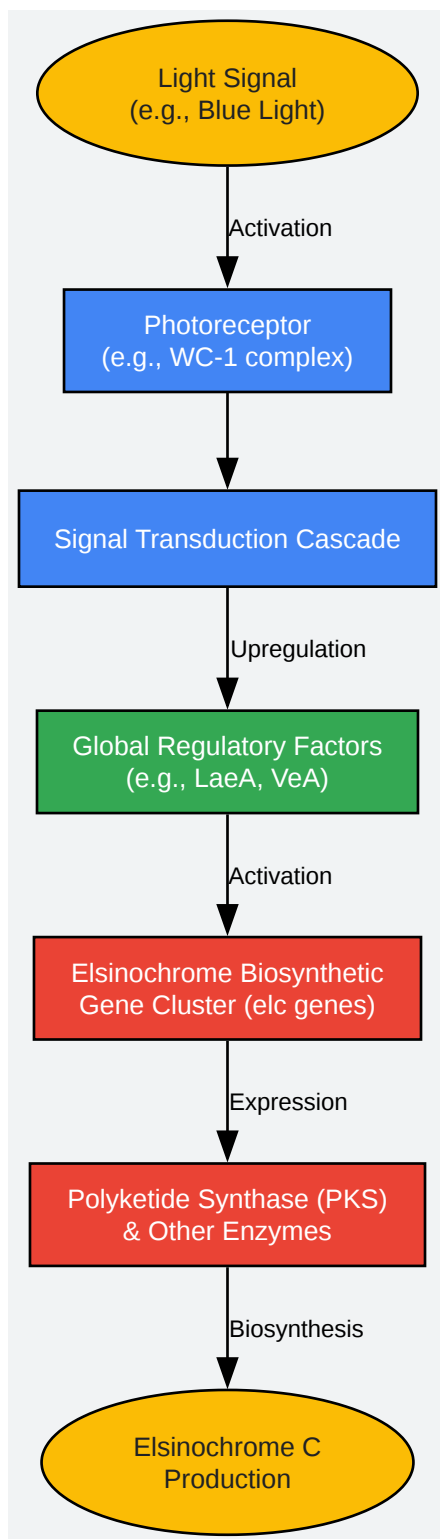 Light Signal
(e.g., Blue Light)
Activation
Photoreceptor
(e.g., WC-1 complex)
Signal Transduction Cascade
Upregulation
Global Regulatory Factors
(e.g., LaeA, VeA)
Activation
Elsinochrome Biosynthetic
Gene Cluster (elc genes)
Expression
Polyketide Synthase (PKS)
& Other Enzymes
Biosynthesis
Elsinochrome C
Production